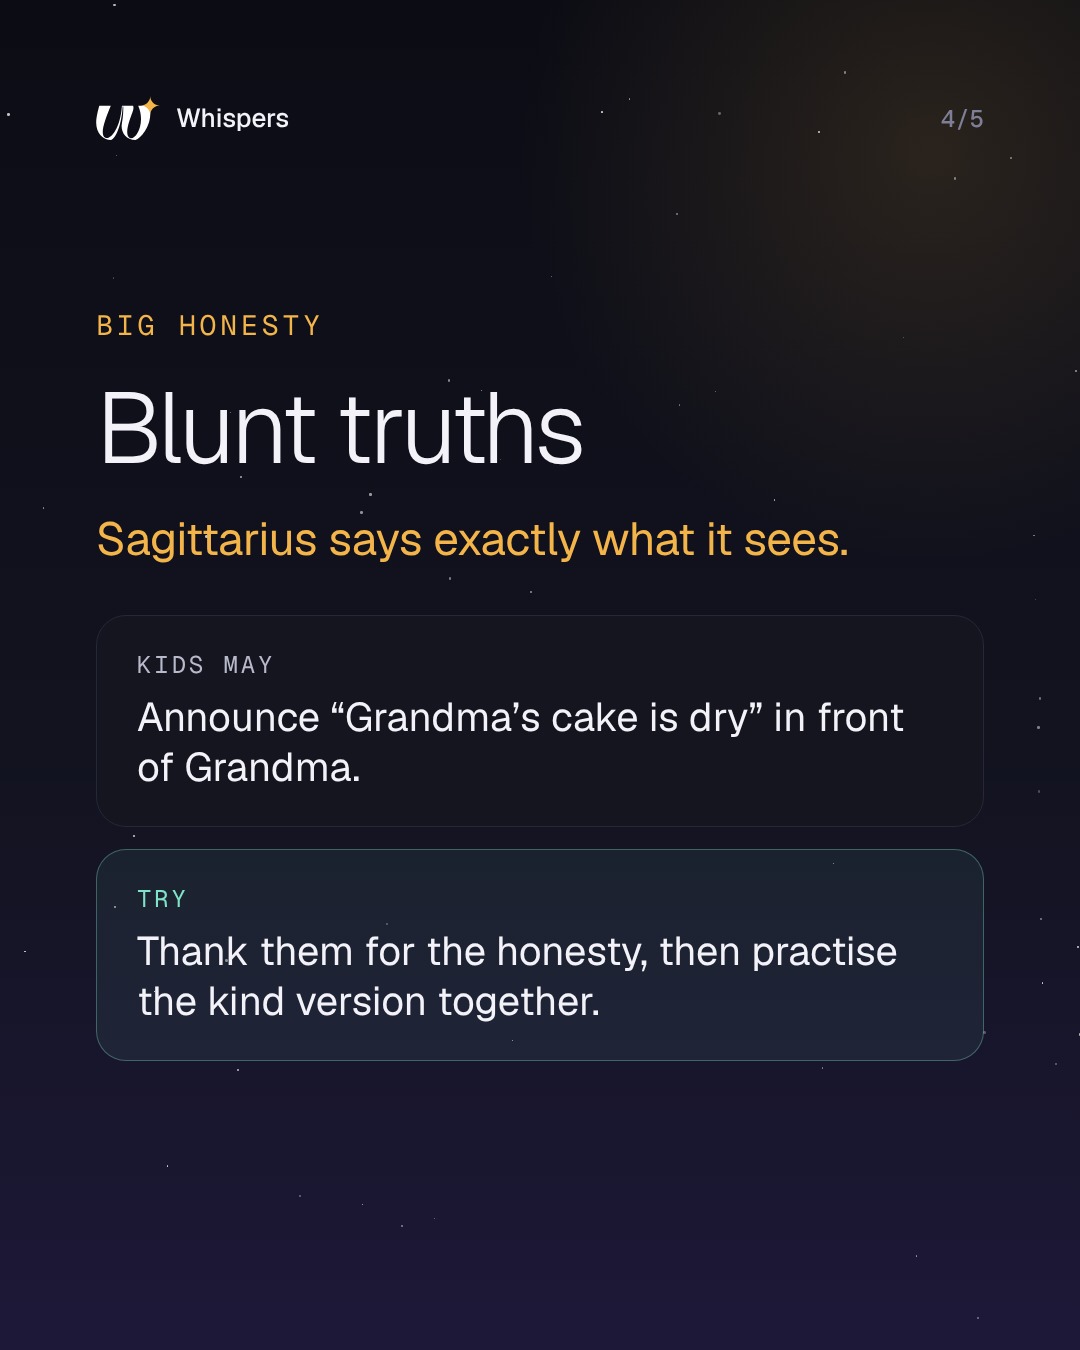 Whispers
4/5
BIG HONESTY
Blunt truths
Sagittarius says exactly what it sees.
KIDS MAY
Announce “Grandma’s cake is dry” in front
of Grandma.
TRY
Thank them for the honesty, then practise
the kind version together.